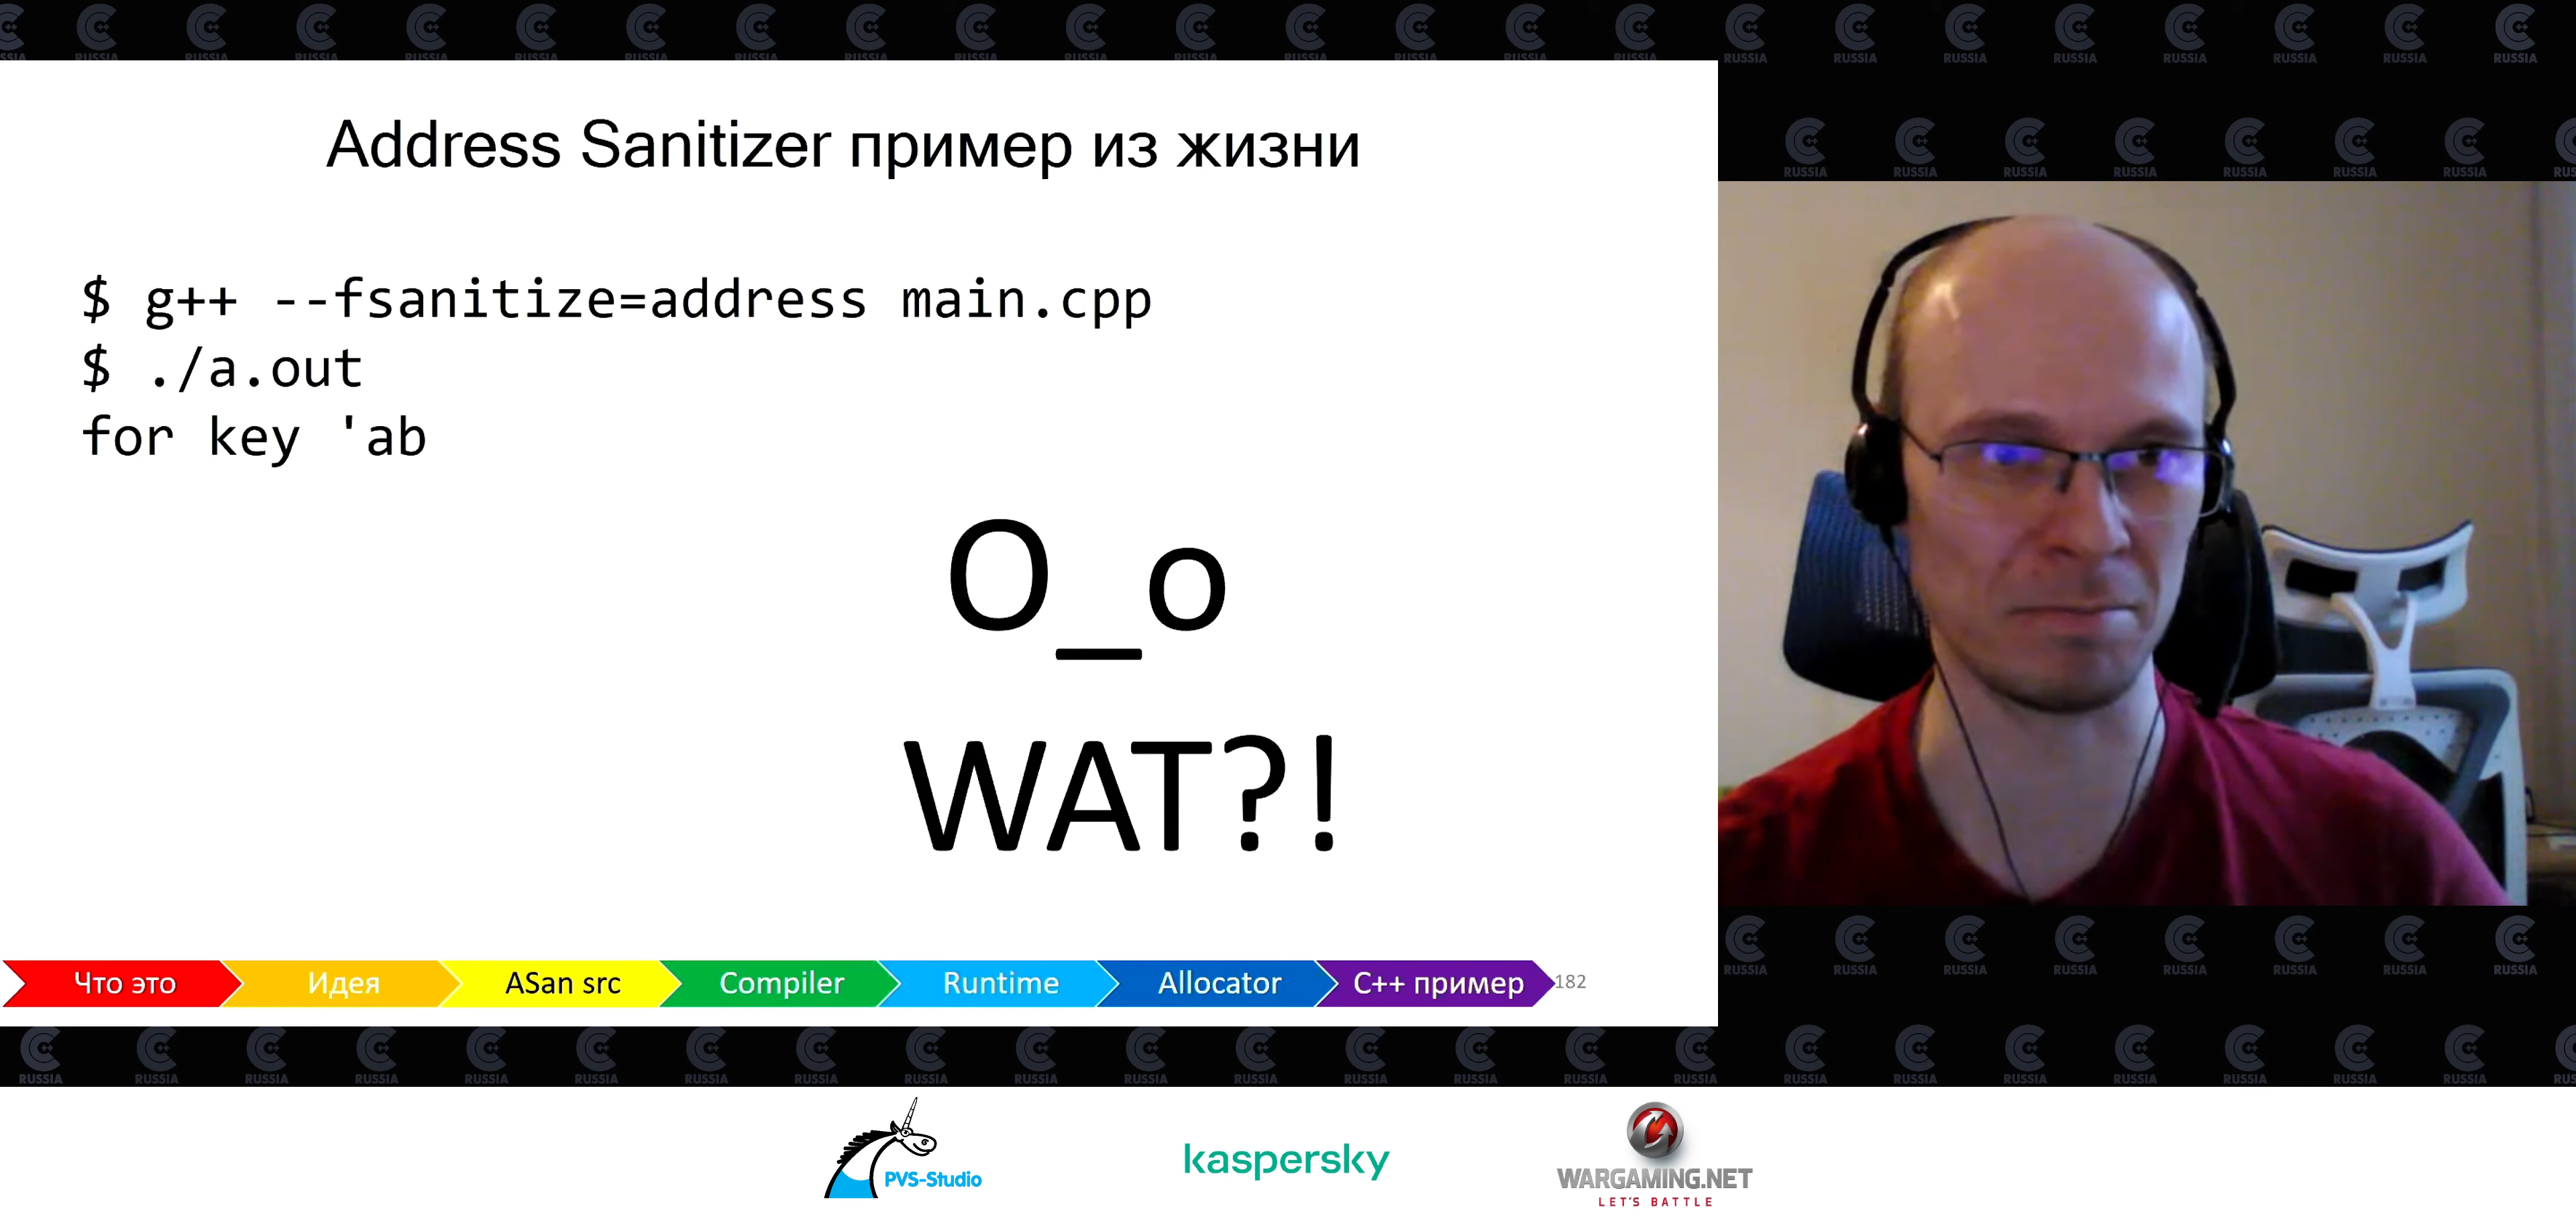 Address Sanitizer пример из жизни
$ g++ --fsanitize=address main.cpp
$ ./a.out
for key 'ab
O_o
WAT?!
Что это
Идея
ASan src
Compiler
Runtime
Allocator
C++ пример
182
RUSSIA
PVS-Studio
kaspersky
WARGAMING.NET
LET'S BATTLE